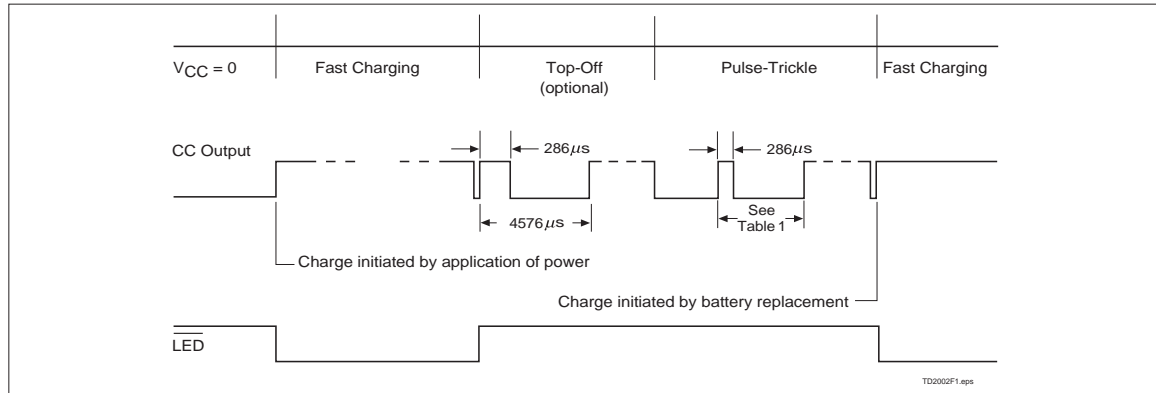 VCC = 0
Fast Charging
Top-Off
(optional)
Pulse-Trickle
Fast Charging
CC Output
286µs
286µs
4576µs
See
Table 1
Charge initiated by application of power
Charge initiated by battery replacement
LED
TD2002F1.eps